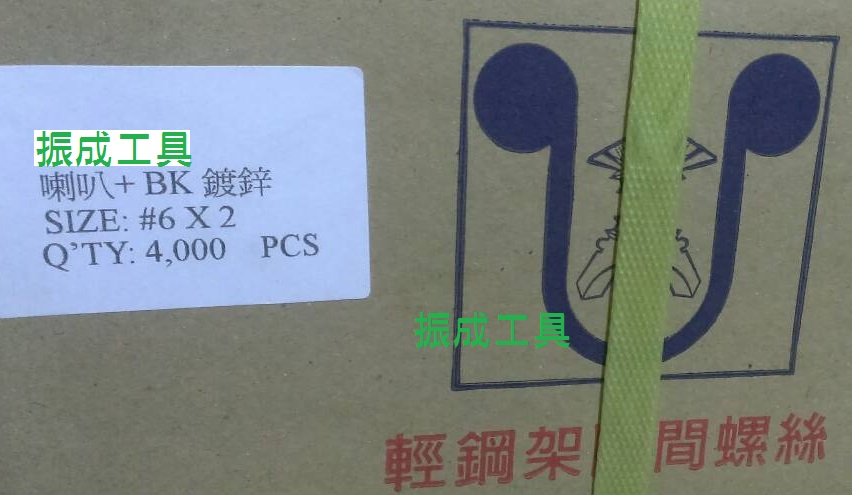 振成工具
喇叭+ BK 鍍鋅
SIZE: #6 X 2
Q'TY: 4,000 PCS
振成工具
輕鋼架 間螺絲